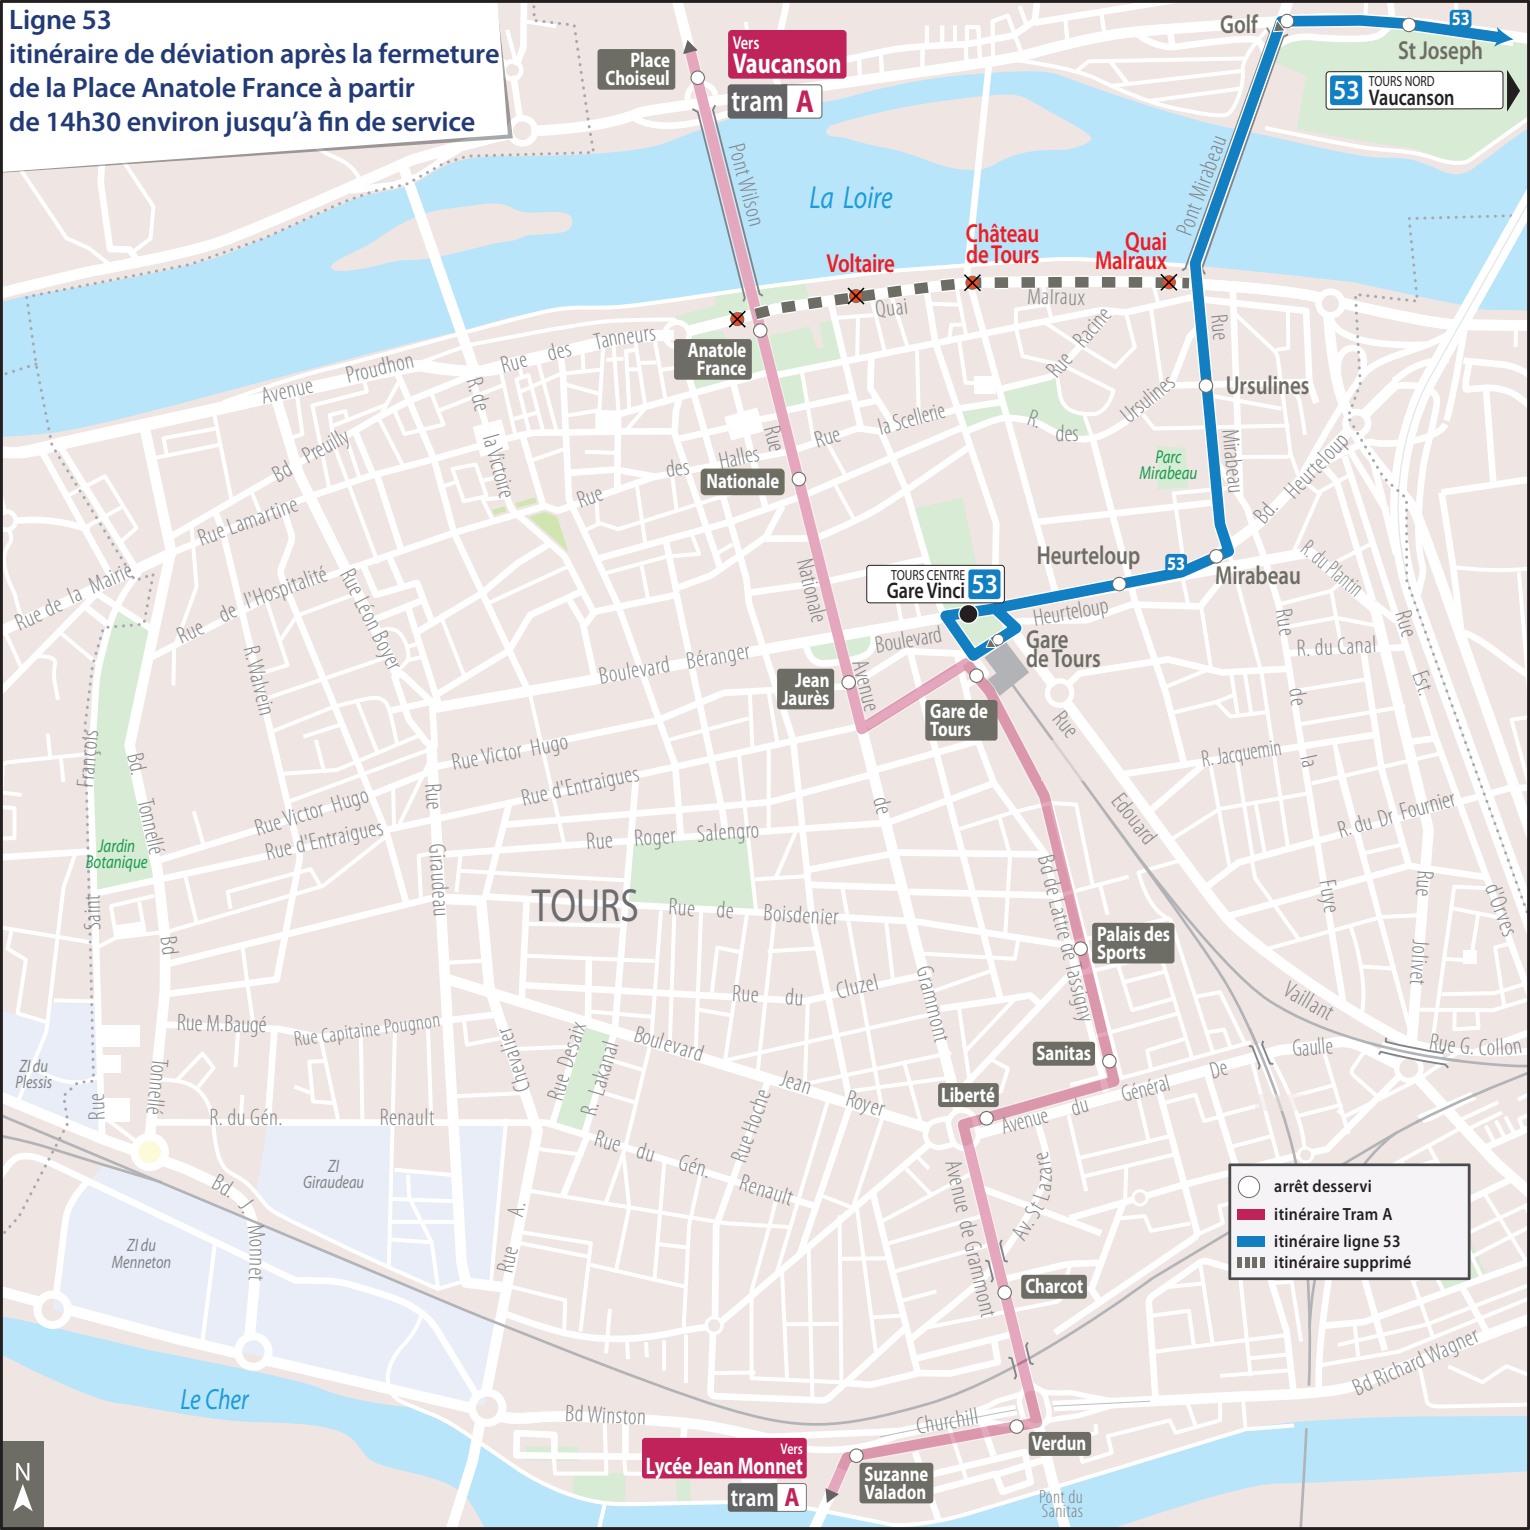 Ligne 53
itinéraire de déviation après la fermeture
de la Place Anatole France à partir
de 14h30 environ jusqu'à fin de service
Place
Choiseul
Vers
Vaucanson
tram A
Golf
53
St Joseph
53 TOURS NORD
Vaucanson
Pont Wilson
La Loire
Pont Mirabeau
Voltaire
Château
de Tours
Quai
Malraux
Quai
Malraux
Anatole
France
Rue des Tanneurs
Avenue Proudhon
R. de
la Victoire
Bd Preuilly
Rue Racine
Rue
Mirabeau
Ursulines
R. des
Ursulines
Rue la Scellerie
Rue des Halles
Rue
Nationale
Nationale
Parc
Mirabeau
Bd. Heurteloup
Rue Lamartine
Rue de la Mairie
Rue de l'Hospitalité
Rue Léon Boyer
R. Walvein
Heurteloup
53
Mirabeau
R. du Plantin
TOURS CENTRE
Gare Vinci 53
Boulevard
Heurteloup
Gare
de Tours
Rue
de
la
Fuye
R. du Canal
Rue
Est.
d'Orves
Boulevard Béranger
Jean
Jaurès
Avenue
de
Grammont
Gare de
Tours
Rue
Edouard
Vaillant
R. Jacquemin
R. du Dr Fournier
Rue
Jolivet
François
Saint
Rue
Bd.
Tonnellé
Bd
Tonnellé
Jardin
Botanique
Rue Victor Hugo
Rue d'Entraigues
Rue Victor Hugo
Rue d'Entraigues
Rue
Giraudeau
Rue Roger Salengro
TOURS
Rue de Boisdenier
Bd de Lattre de Tassigny
Palais des
Sports
Rue du Cluzel
Rue M.Baugé
Rue Capitaine Pougnon
Chevalier
Rue A.
Rue Desaix
R. Lakanal
Boulevard
Jean
Royer
Rue Hoche
Sanitas
Liberté
Avenue du Général De Gaulle
Rue G. Collon
ZI du
Plessis
R. du Gén. Renault
Rue du Gén. Renault
ZI
Giraudeau
Bd. J. Monnet
ZI du
Menneton
Avenue de Grammont
Av. St Lazare
arrêt desservi
itinéraire Tram A
itinéraire ligne 53
itinéraire supprimé
Charcot
Bd Richard Wagner
Le Cher
Bd Winston
Churchill
Verdun
Vers
Lycée Jean Monnet
tram A
Suzanne
Valadon
Pont du
Sanitas
N